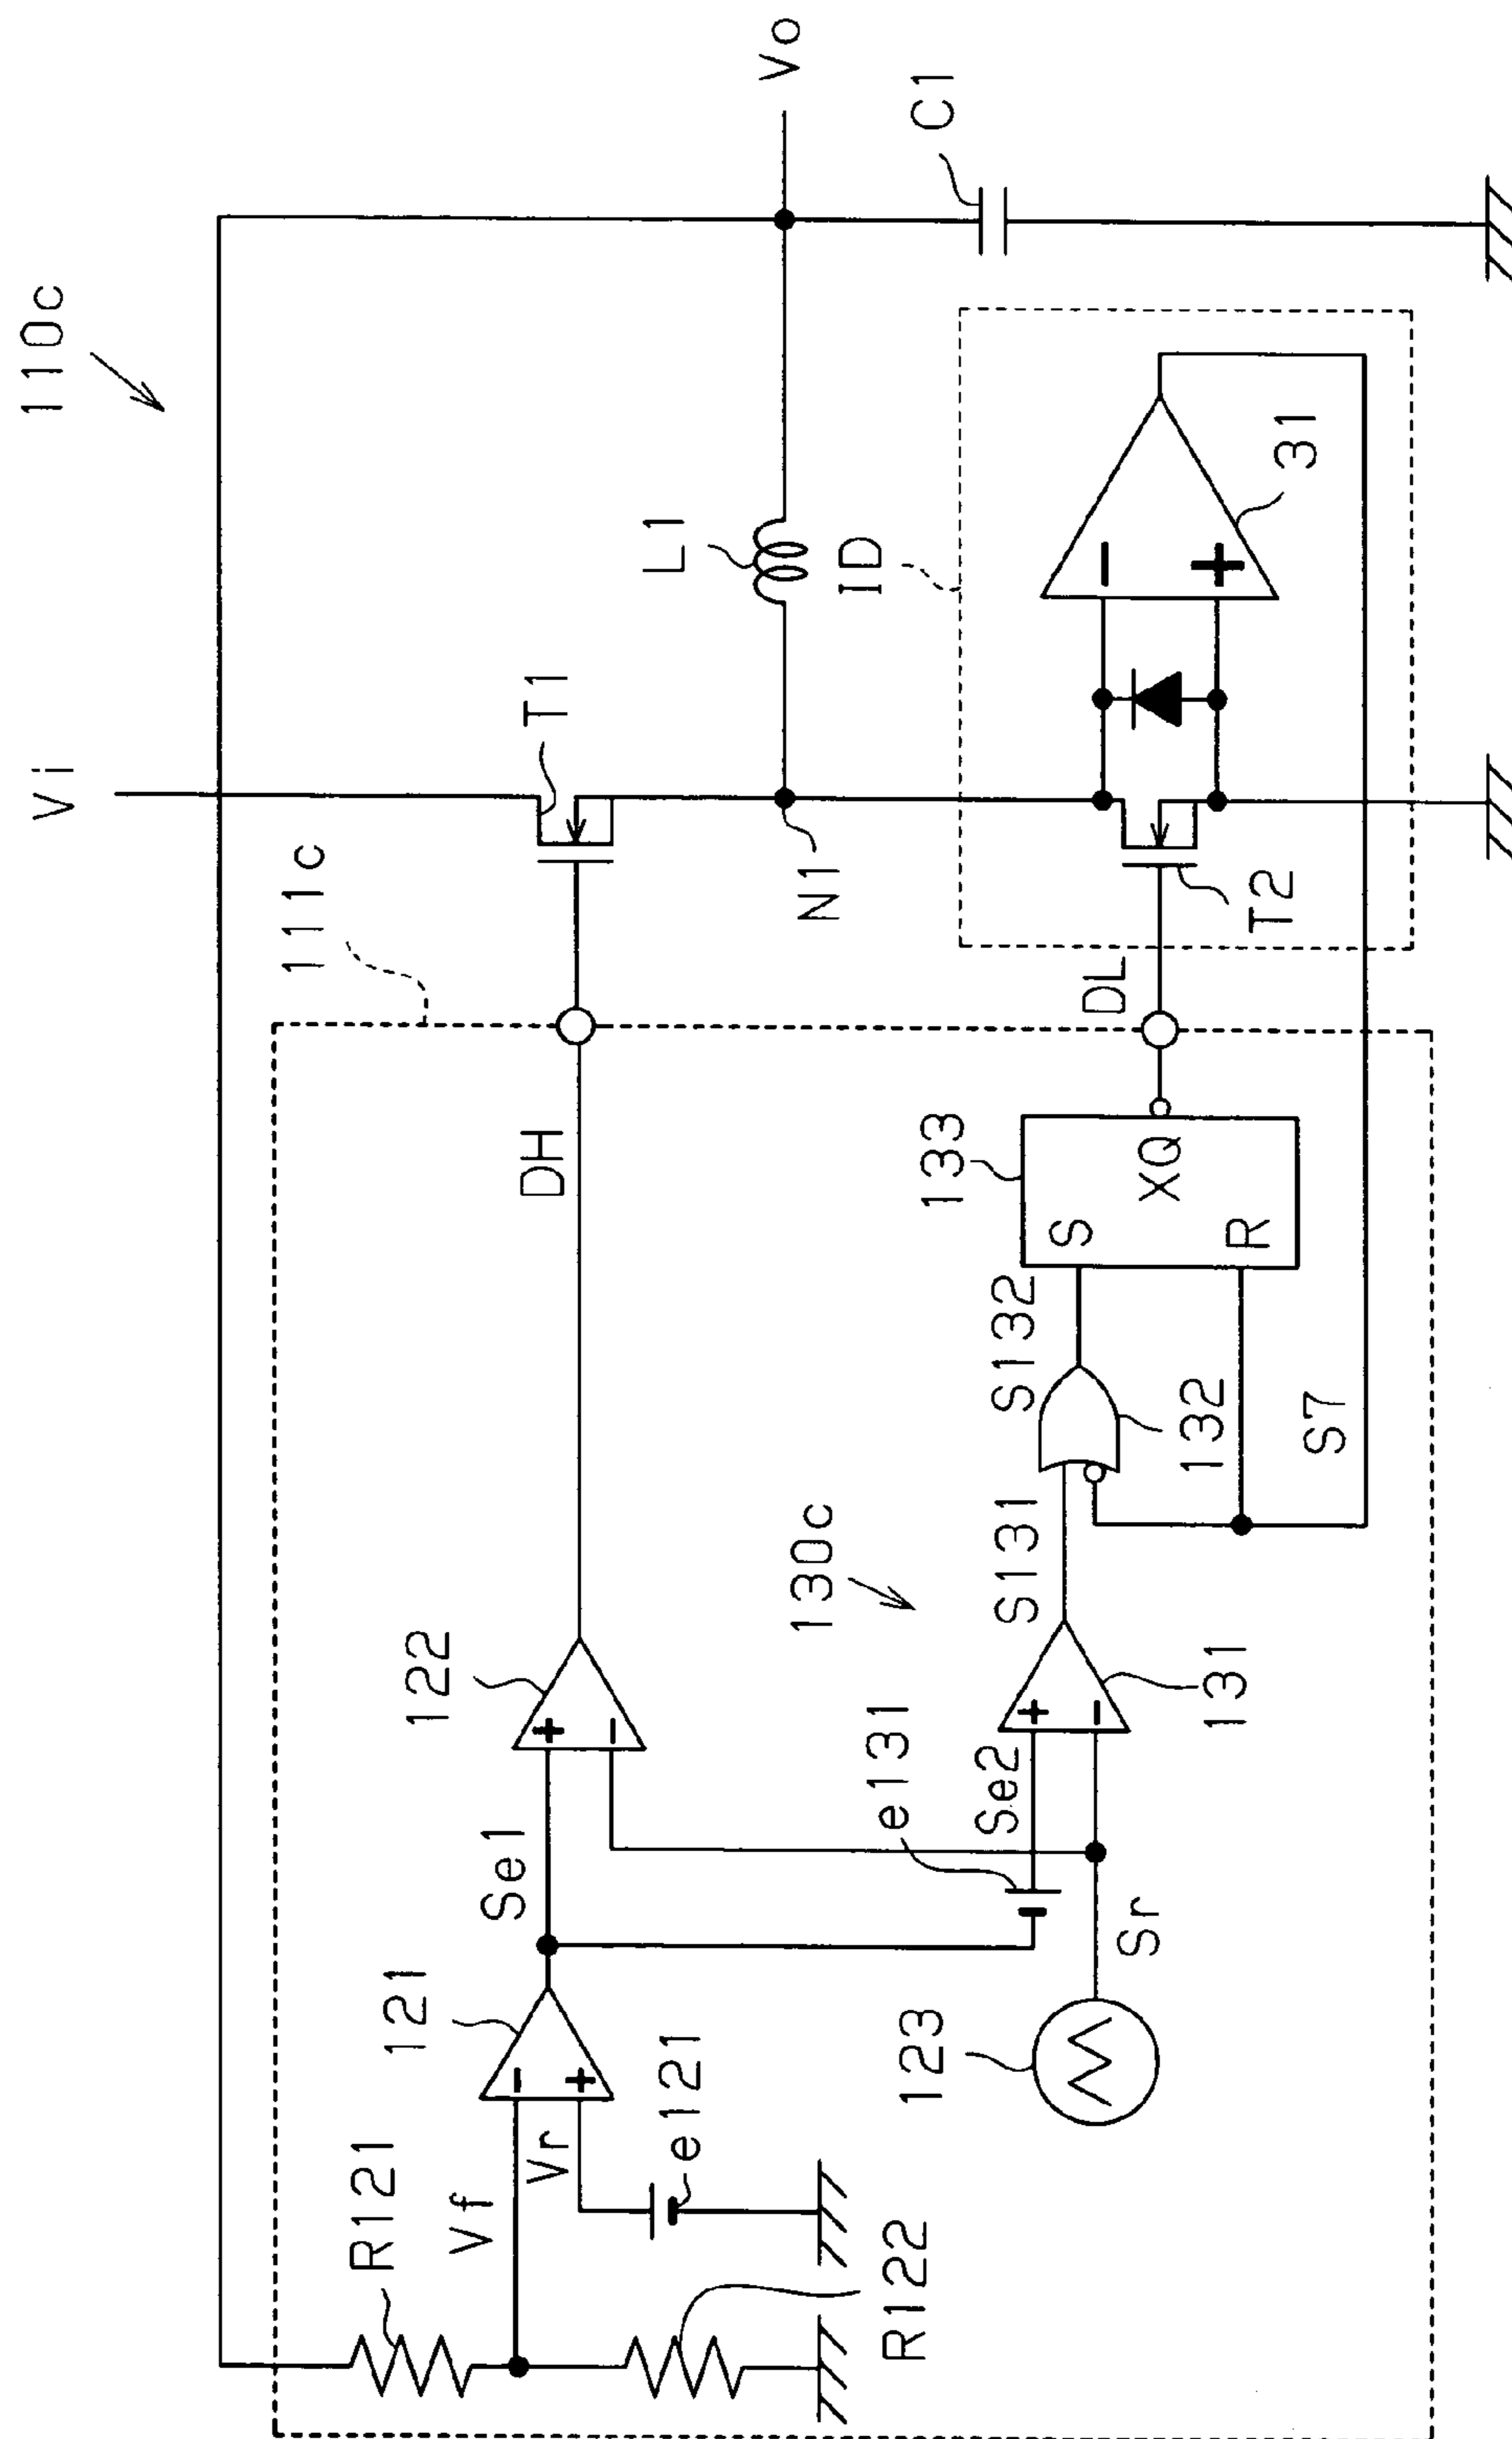 110c
Vi
111c
T1
L1
Vo
C1
N1
ID
31
T2
DH
DL
122
Se1
121
R121
Vf
Vr
e121
R122
123
Sr
e131
Se2
131
130c
S131
S132
132
133
S
R
XQ
S7
+
-
+
-
-
+
-
+